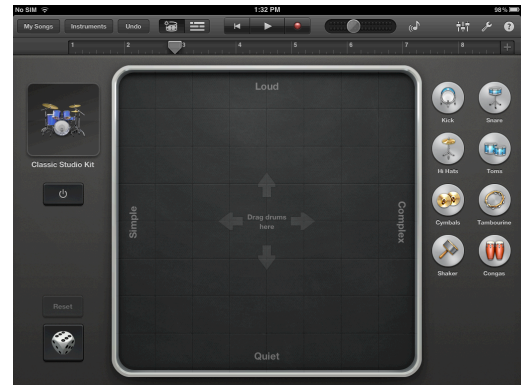 No SIM
1:32 PM
98%
My Songs
Instruments
Undo
?
1 2 3 4 5 6 7 8
Loud
Classic Studio Kit
Kick
Snare
Hi Hats
Toms
Simple
Drag drums
here
Complex
Cymbals
Tambourine
Shaker
Congas
Reset
Quiet